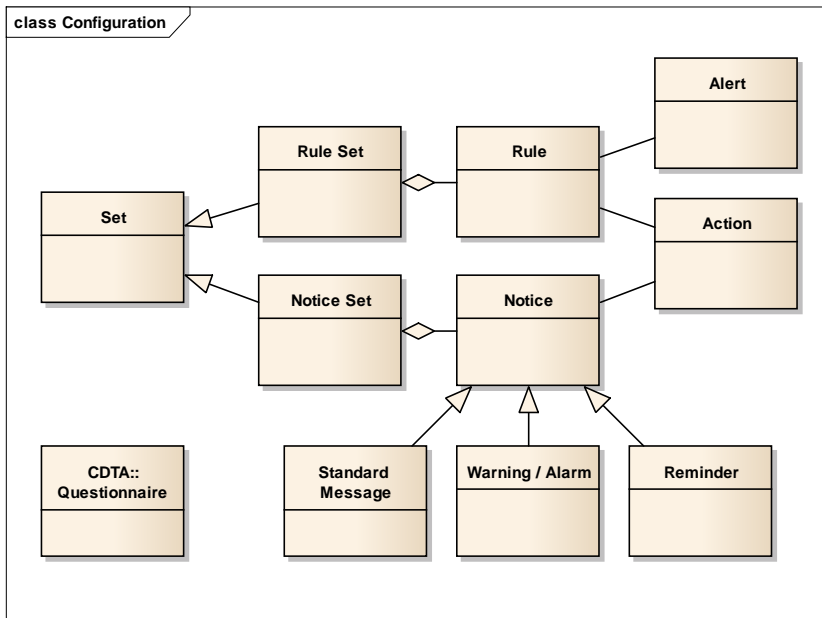 class Configuration
Alert
Rule Set
Rule
Set
Action
Notice Set
Notice
CDTA::
Questionnaire
Standard
Message
Warning / Alarm
Reminder